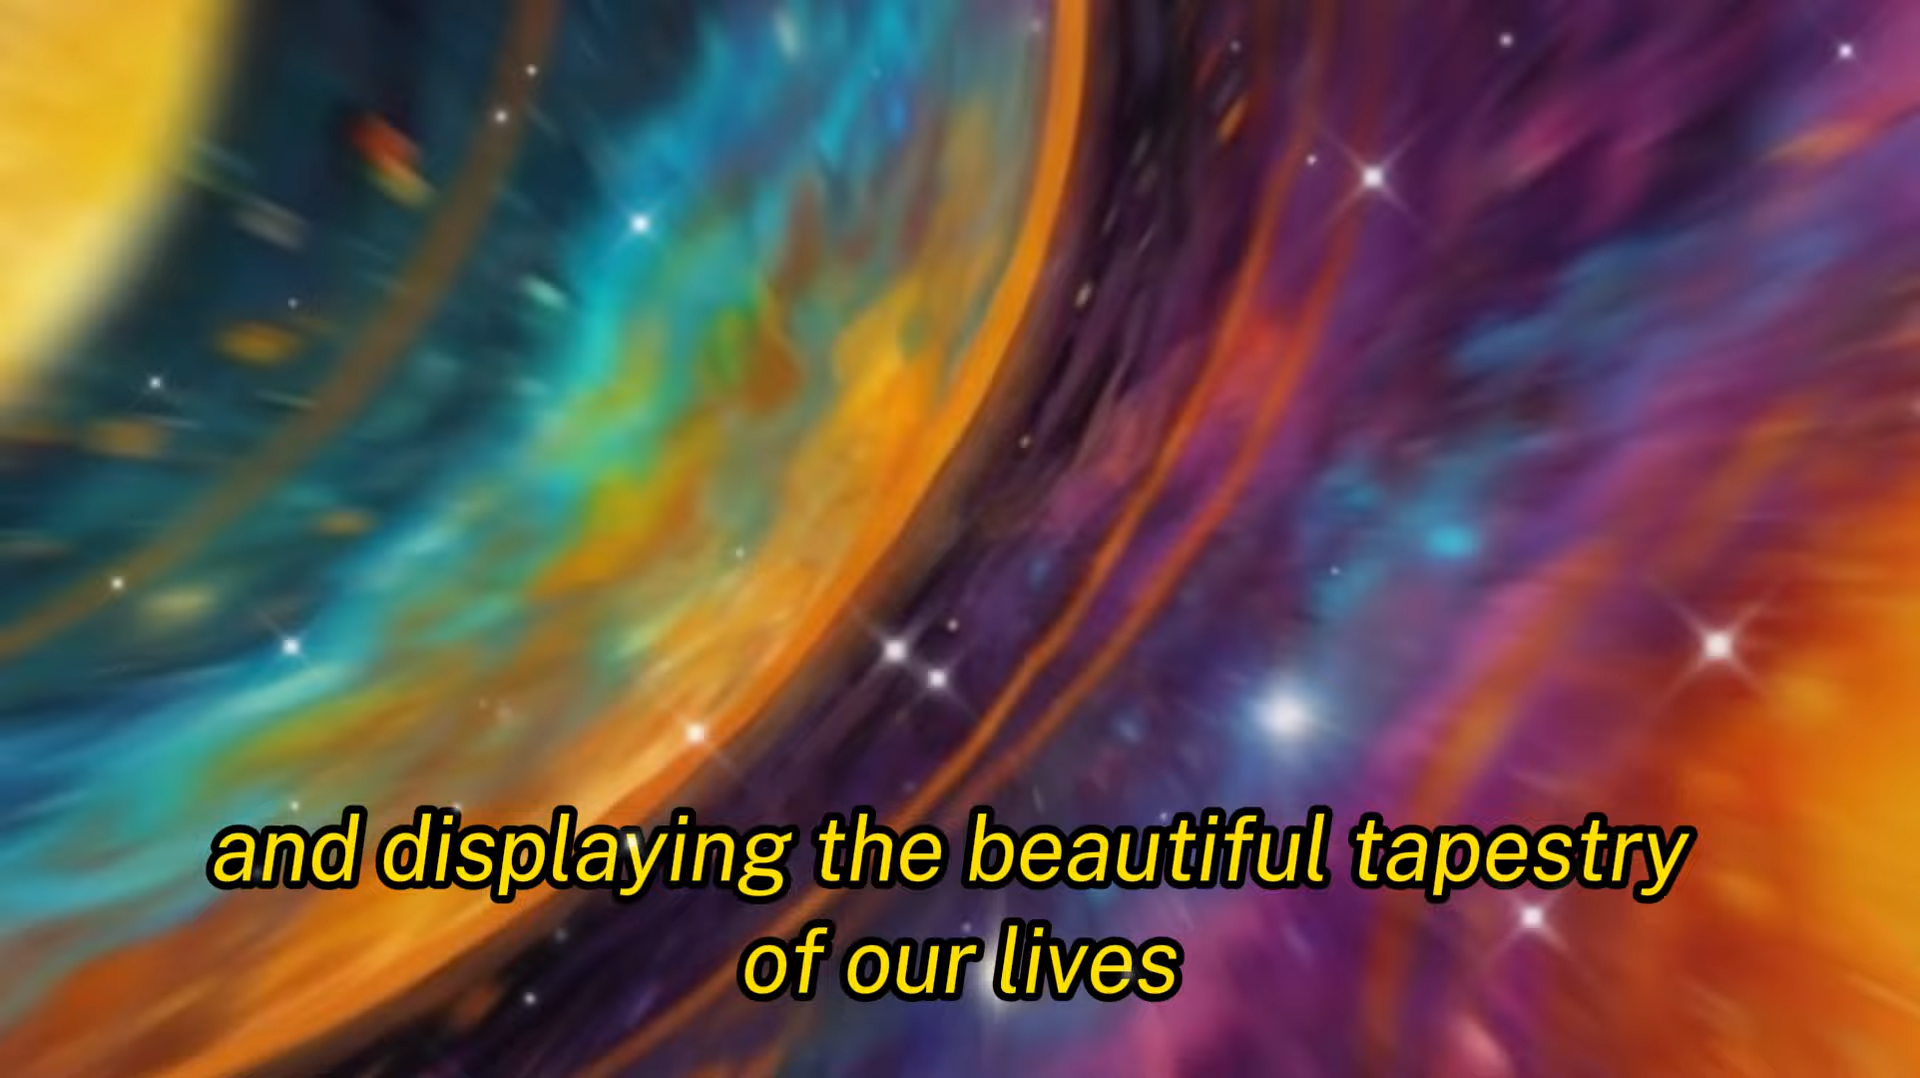 and displaying the beautiful tapestry
of our lives